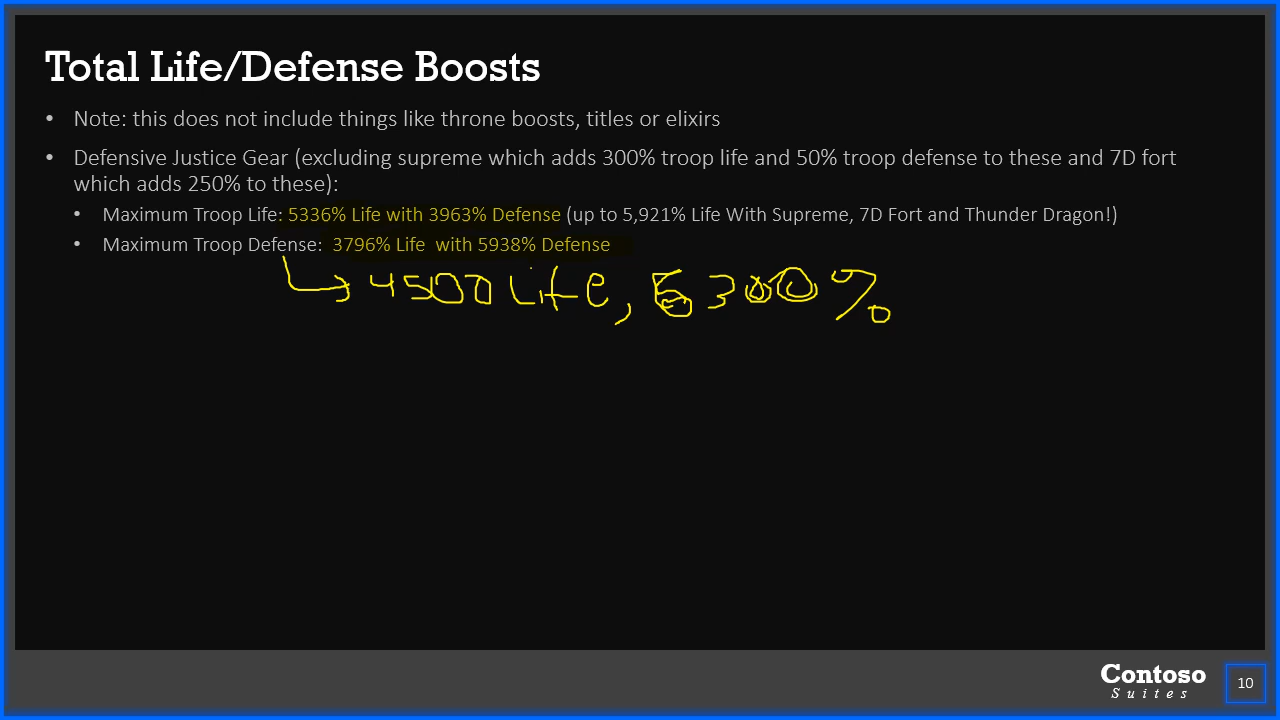 Total Life/Defense Boosts
• Note: this does not include things like throne boosts, titles or elixirs
• Defensive Justice Gear (excluding supreme which adds 300% troop life and 50% troop defense to these and 7D fort
which adds 250% to these):
• Maximum Troop Life: 5336% Life with 3963% Defense (up to 5,921% Life With Supreme, 7D Fort and Thunder Dragon!)
• Maximum Troop Defense: 3796% Life with 5938% Defense
4500 Life, 6300%
Contoso
Suites
10